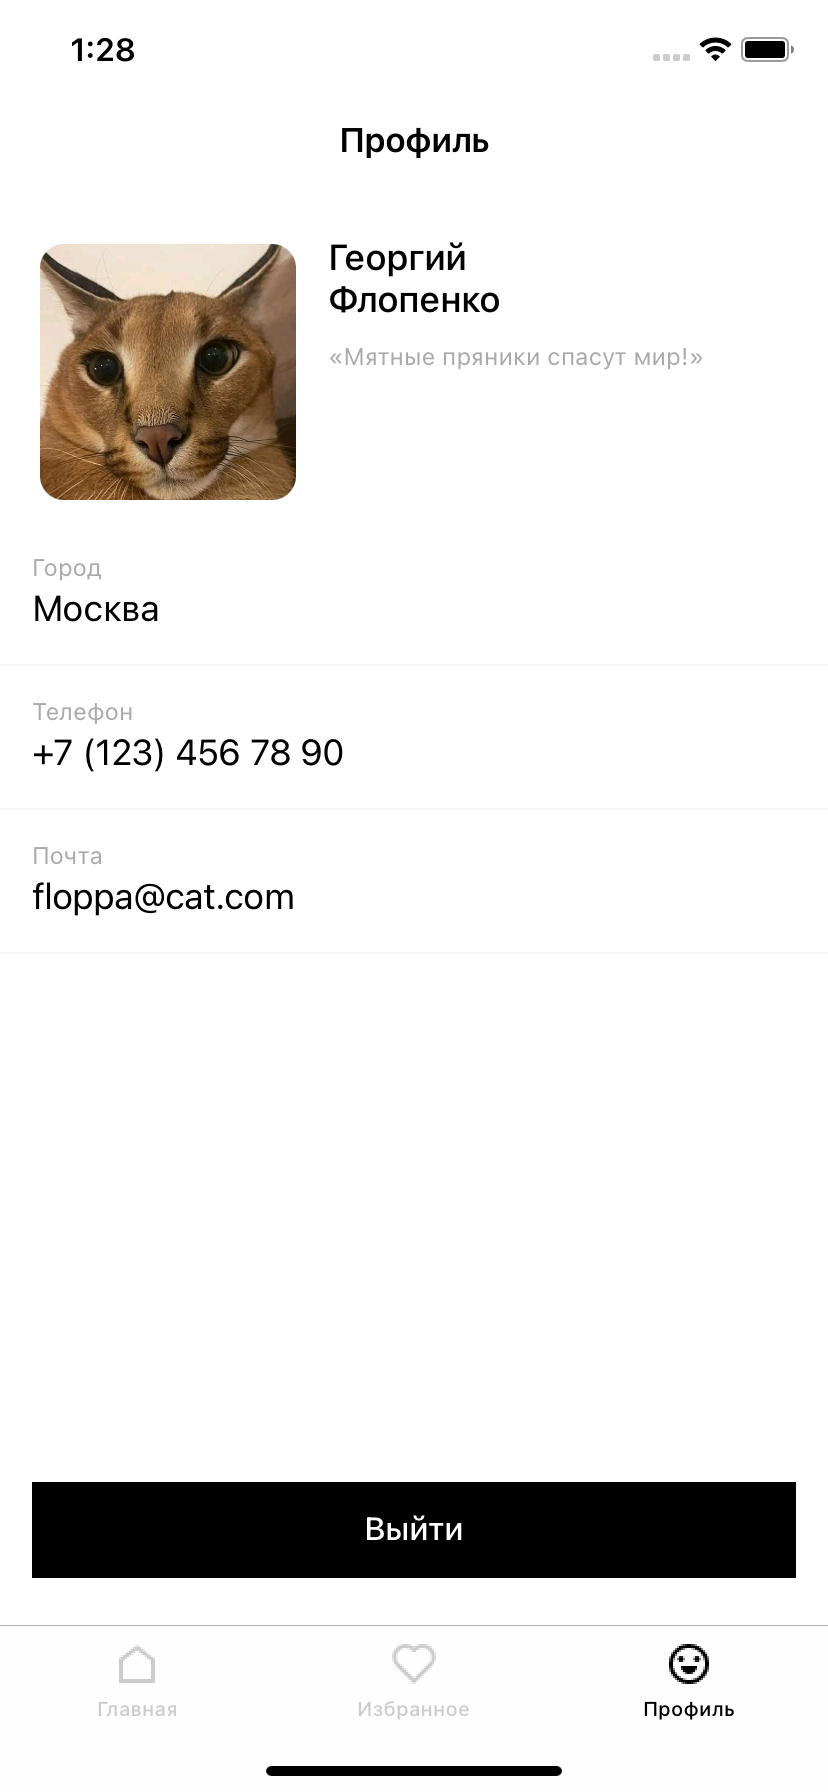 1:28
Профиль
Георгий
Флопенко
«Мятные пряники спасут мир!»
Город
Москва
Телефон
+7 (123) 456 78 90
Почта
floppa@cat.com
Выйти
Главная
Избранное
Профиль